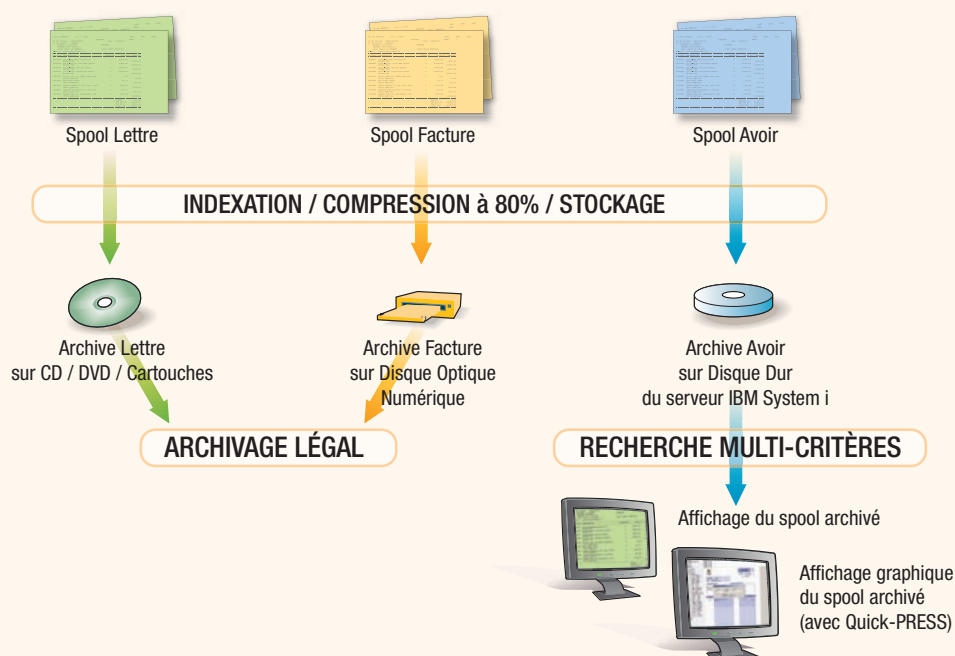 Spool Lettre
Spool Facture
Spool Avoir
INDEXATION / COMPRESSION à 80% / STOCKAGE
Archive Lettre
sur CD / DVD / Cartouches
Archive Facture
sur Disque Optique
Numérique
Archive Avoir
sur Disque Dur
du serveur IBM System i
ARCHIVAGE LÉGAL
RECHERCHE MULTI-CRITÈRES
Affichage du spool archivé
Affichage graphique
du spool archivé
(avec Quick-PRESS)